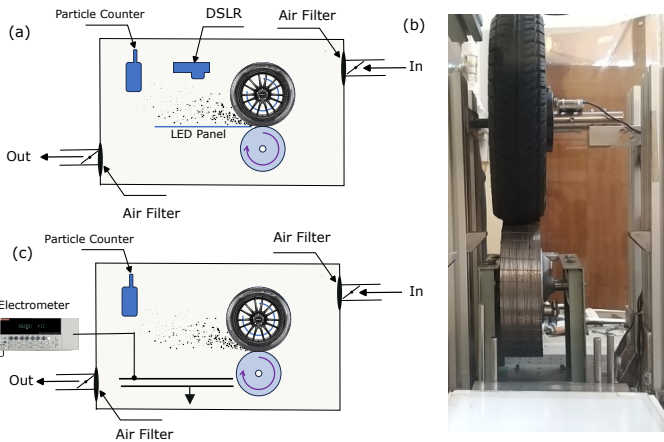 (a)
Particle Counter
DSLR
Air Filter
(b)
In
LED Panel
Out
Air Filter
(c)
Particle Counter
Air Filter
Electrometer
In
Out
Air Filter